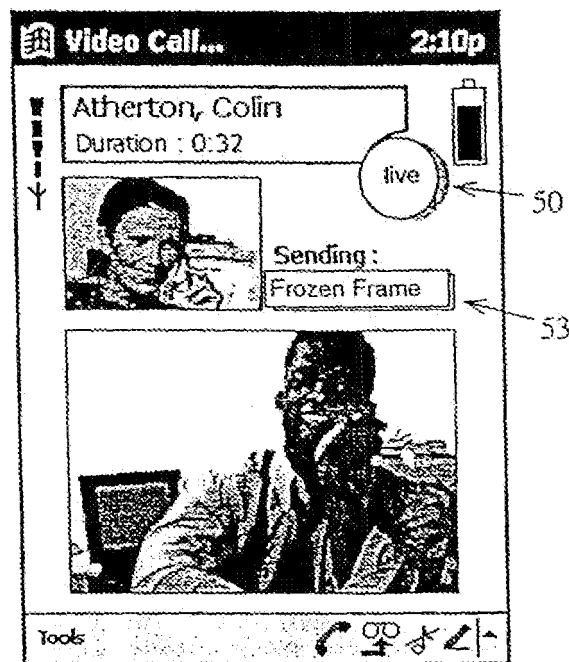 Video Call... 2:10p
Atherton, Colin
Duration : 0:32
live
50
Sending :
Frozen Frame
53
Tools